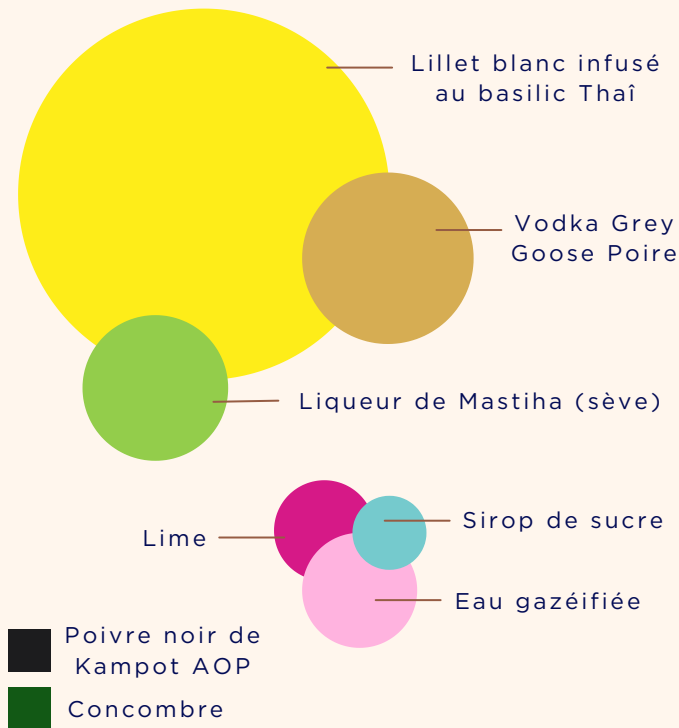 Lillet blanc infusé
au basilic Thaî
Vodka Grey
Goose Poire
Liqueur de Mastiha (sève)
Sirop de sucre
Lime
Eau gazéifiée
Poivre noir de
Kampot AOP
Concombre